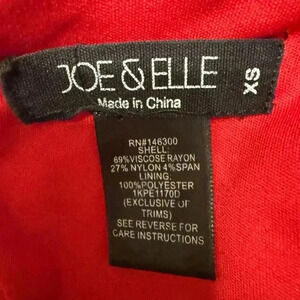 JOE & ELLE
Made in China
XS
RN#146300
SHELL:
69%VISCOSE RAYON
27% NYLON 4%SPAN
LINING:
100%POLYESTER
1KPE1170D
(EXCLUSIVE OF
TRIMS)
SEE REVERSE FOR
CARE INSTRUCTIONS